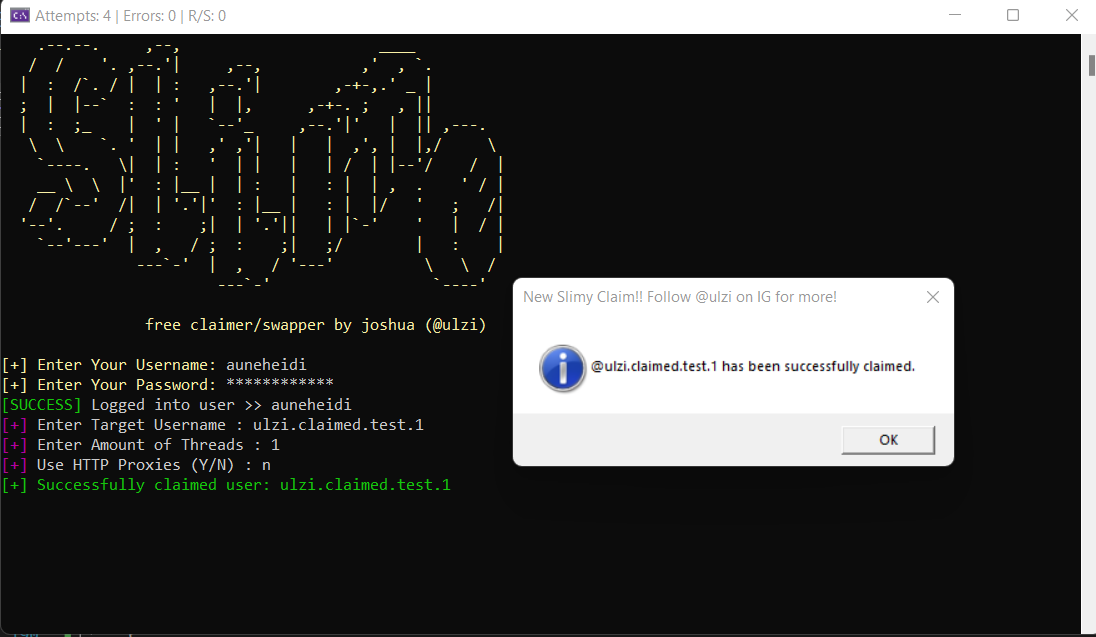 Attempts: 4 | Errors: 0 | R/S: 0
free claimer/swapper by joshua (@ulzi)
[+] Enter Your Username: auneheidi
[+] Enter Your Password: ************
[SUCCESS] Logged into user >> auneheidi
[+] Enter Target Username : ulzi.claimed.test.1
[+] Enter Amount of Threads : 1
[+] Use HTTP Proxies (Y/N) : n
[+] Successfully claimed user: ulzi.claimed.test.1
New Slimy Claim!! Follow @ulzi on IG for more!
@ulzi.claimed.test.1 has been successfully claimed.
OK